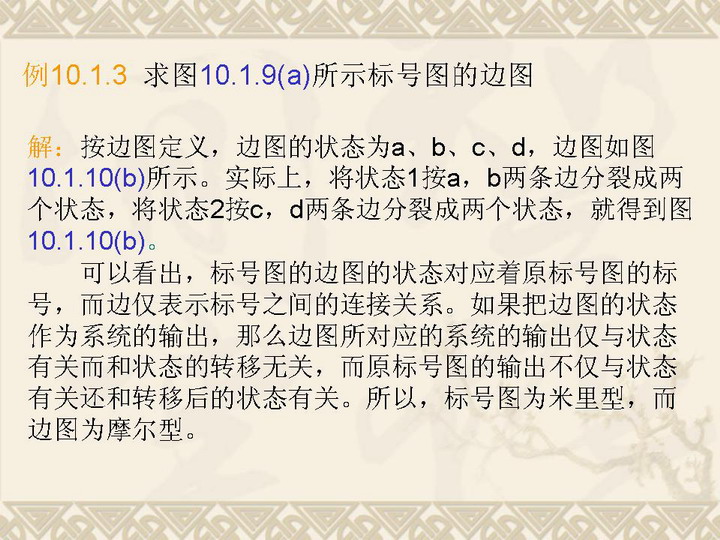 例10.1.3 求图10.1.9(a)所示标号图的边图
解：按边图定义，边图的状态为a、b、c、d，边图如图
10.1.10(b)所示。实际上，将状态1按a，b两条边分裂成两
个状态，将状态2按c，d两条边分裂成两个状态，就得到图
10.1.10(b)。
可以看出，标号图的边图的状态对应着原标号图的标
号，而边仅表示标号之间的连接关系。如果把边图的状态
作为系统的输出，那么边图所对应的系统的输出仅与状态
有关而和状态的转移无关，而原标号图的输出不仅与状态
有关还和转移后的状态有关。所以，标号图为米里型，而
边图为摩尔型。